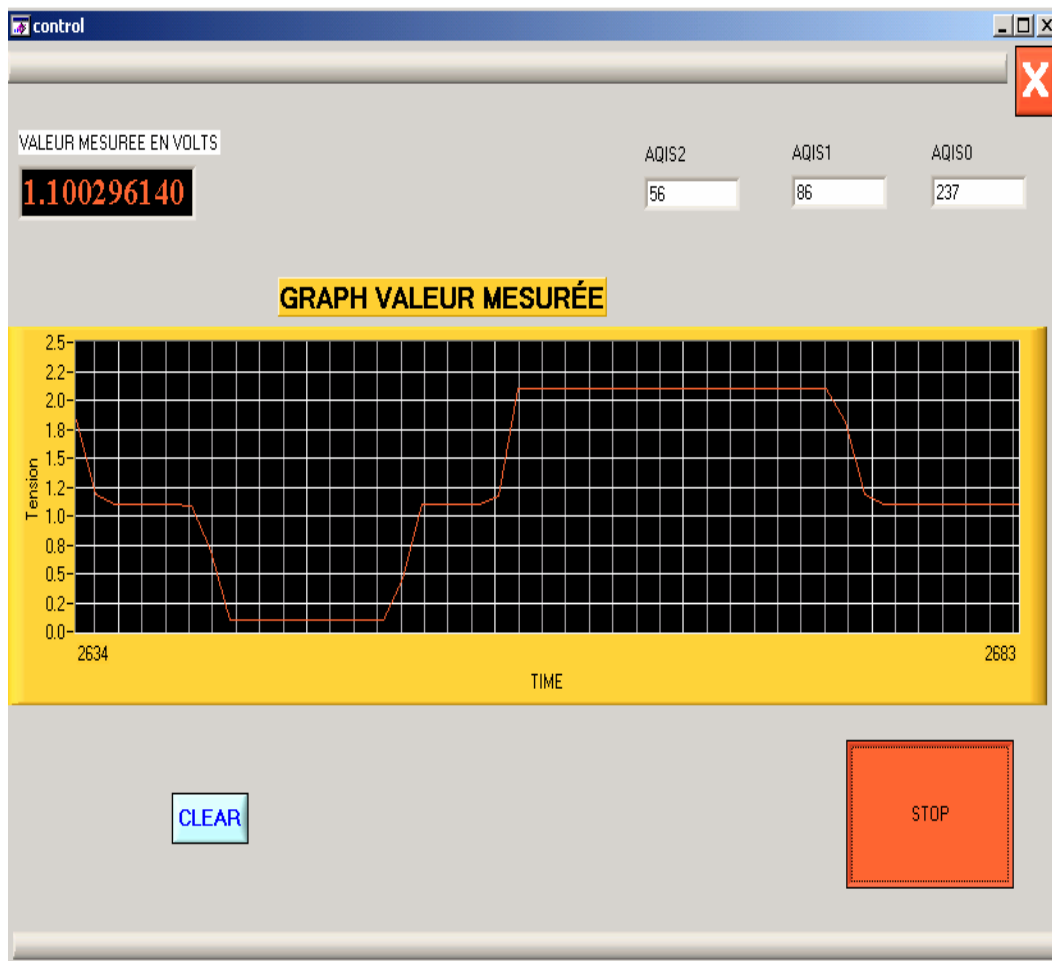 control
X
VALEUR MESUREE EN VOLTS
1.100296140
AQIS2
AQIS1
AQIS0
56
86
237
GRAPH VALEUR MESURÉE
2.5
2.2
2.0
1.8
1.5
1.2
1.0
0.8
0.5
0.2
0.0
Tension
2634
2683
TIME
CLEAR
STOP